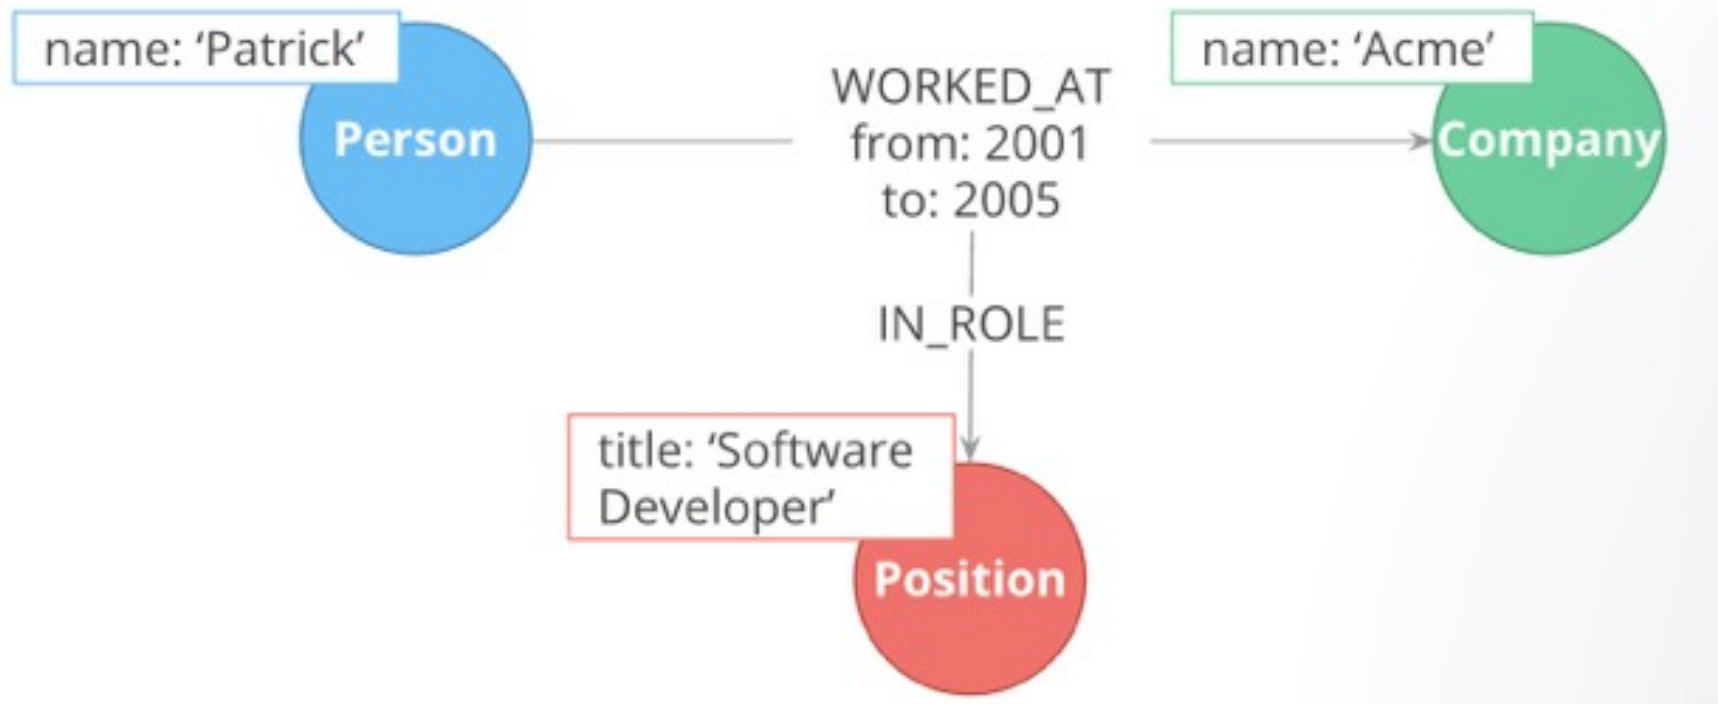 name: ‘Patrick’
Person
WORKED_AT
from: 2001
to: 2005
name: ‘Acme’
Company
IN_ROLE
title: ‘Software
Developer’
Position